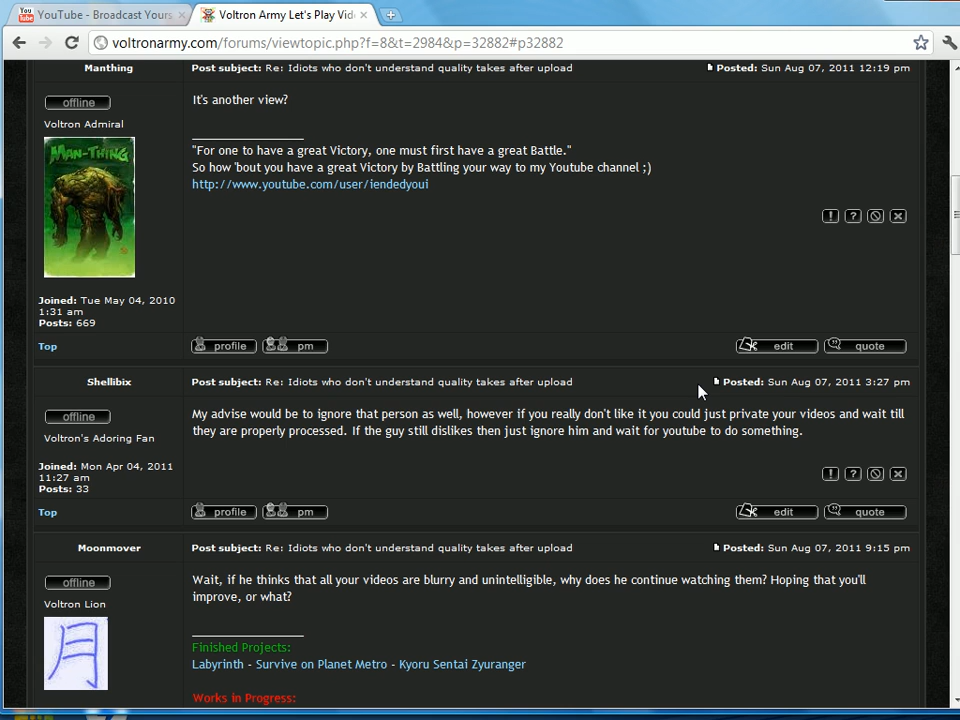 YouTube - Broadcast Yours
Voltron Army Let's Play Vid
voltronarmy.com/forums/viewtopic.php?f=8&t=2984&p=32882#p32882
Manthing
Post subject: Re: Idiots who don't understand quality takes after upload
Posted: Sun Aug 07, 2011 12:19 pm
offline
Voltron Admiral
MAN-THING
Joined: Tue May 04, 2010
1:31 am
Posts: 669
It's another view?
"For one to have a great Victory, one must first have a great Battle."
So how 'bout you have a great Victory by Battling your way to my Youtube channel ;)
http://www.youtube.com/user/iendedyoui
! ?
Top
profile pm edit quote
Shellibix
Post subject: Re: Idiots who don't understand quality takes after upload
Posted: Sun Aug 07, 2011 3:27 pm
offline
Voltron's Adoring Fan
Joined: Mon Apr 04, 2011
11:27 am
Posts: 33
My advise would be to ignore that person as well, however if you really don't like it you could just private your videos and wait till
they are properly processed. If the guy still dislikes then just ignore him and wait for youtube to do something.
! ?
Top
profile pm edit quote
Moonmover
Post subject: Re: Idiots who don't understand quality takes after upload
Posted: Sun Aug 07, 2011 9:15 pm
offline
Voltron Lion
月
Wait, if he thinks that all your videos are blurry and unintelligible, why does he continue watching them? Hoping that you'll
improve, or what?
Finished Projects:
Labyrinth - Survive on Planet Metro - Kyoru Sentai Zyuranger
Works in Progress: